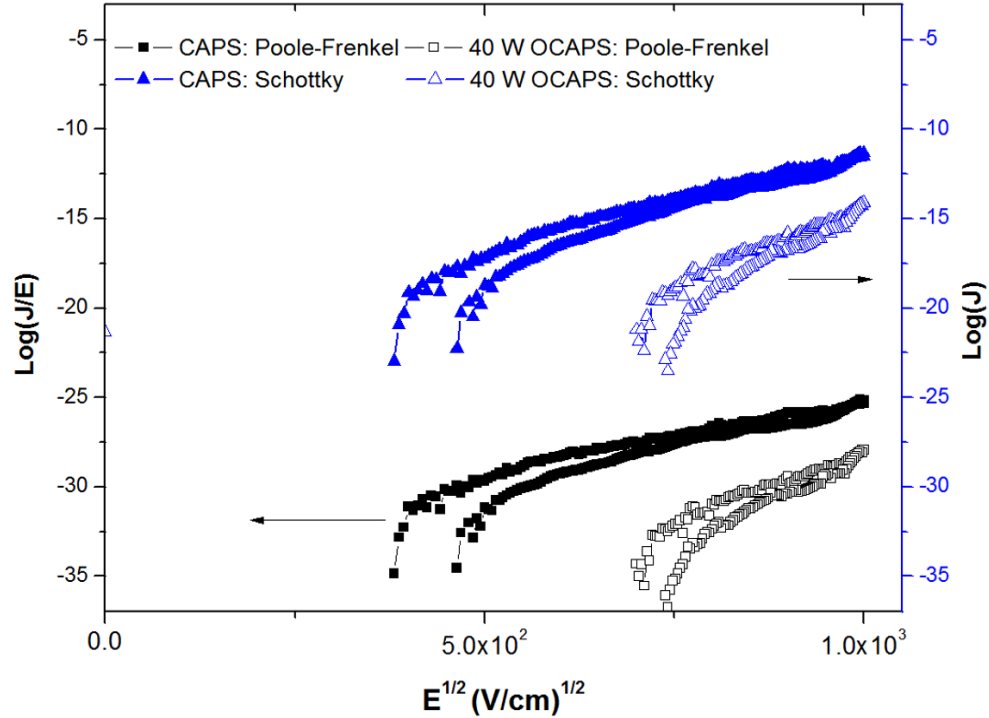 CAPS: Poole-Frenkel 40 W OCAPS: Poole-Frenkel
CAPS: Schottky 40 W OCAPS: Schottky
Log(J/E)
-5
-10
-15
-20
-25
-30
-35
Log(J)
-5
-10
-15
-20
-25
-30
-35
0.0 5.0x10² 1.0x10³
E^1/2 (V/cm)^1/2